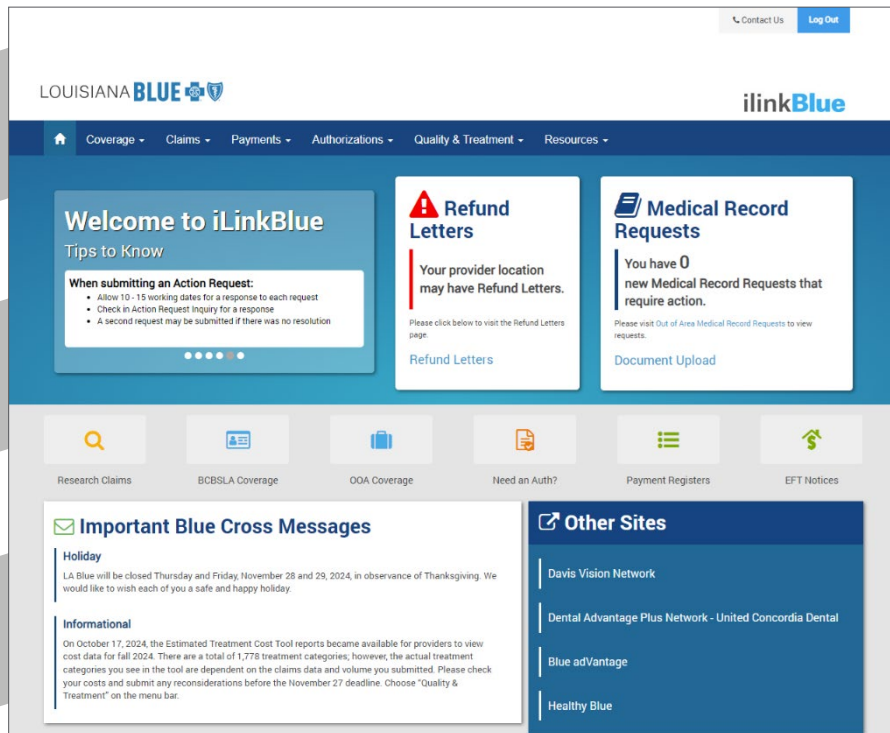 Contact Us
Log Out
LOUISIANA BLUE
ilinkBlue
Coverage
Claims
Payments
Authorizations
Quality & Treatment
Resources
Welcome to iLinkBlue
Tips to Know
When submitting an Action Request:
Allow 10 - 15 working dates for a response to each request
Check in Action Request Inquiry for a response
A second request may be submitted if there was no resolution
Refund
Letters
Your provider location
may have Refund Letters.
Please click below to visit the Refund Letters
page.
Refund Letters
Medical Record
Requests
You have 0
new Medical Record Requests that
require action.
Please visit Out of Area Medical Record Requests to view
requests.
Document Upload
Research Claims
BCBSLA Coverage
OOA Coverage
Need an Auth?
Payment Registers
EFT Notices
Important Blue Cross Messages
Holiday
LA Blue will be closed Thursday and Friday, November 28 and 29, 2024, in observance of Thanksgiving. We
would like to wish each of you a safe and happy holiday.
Informational
On October 17, 2024, the Estimated Treatment Cost Tool reports became available for providers to view
cost data for fall 2024. There are a total of 1,778 treatment categories; however, the actual treatment
categories you see in the tool are dependent on the claims data and volume you submitted. Please check
your costs and submit any reconsiderations before the November 27 deadline. Choose "Quality &
Treatment" on the menu bar.
Other Sites
Davis Vision Network
Dental Advantage Plus Network - United Concordia Dental
Blue adVantage
Healthy Blue